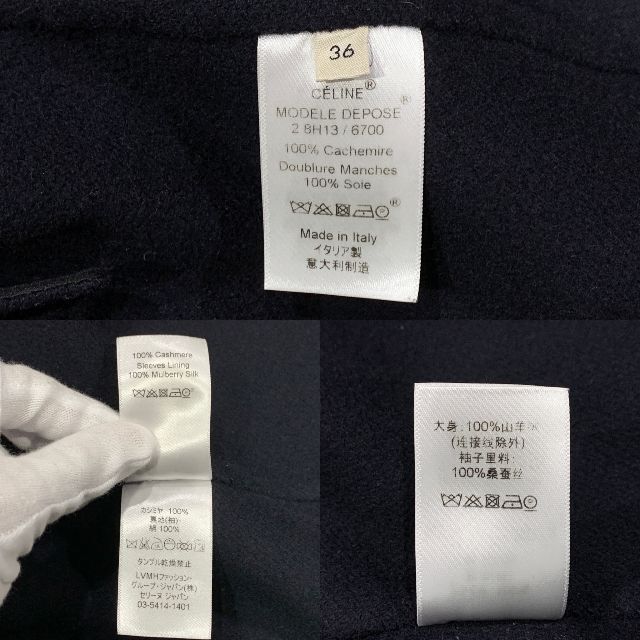 36
CÉLINE®
MODELE DEPOSE®
2 8H13 / 6700
100% Cachemire
Doublure Manches
100% Soie
®
Made in Italy
イタリア製
意大利制造
100% Cashmere
Sleeves Lining
100% Mulberry Silk
カシミヤ 100%
裏地(袖)
絹 100%
タンブル乾燥禁止
LVMHファッション・
グループ・ジャパン(株)
セリーヌ ジャパン
03-5414-1401
大身: 100%山羊
(连接线除外)
袖子里料:
100%桑蚕丝